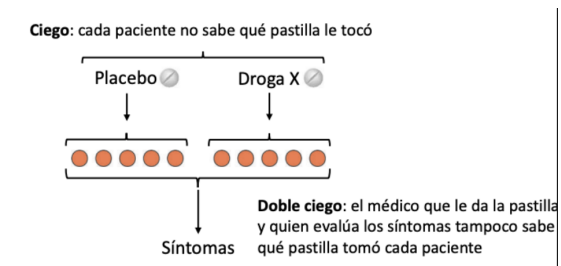 Ciego: cada paciente no sabe qué pastilla le tocó
Placebo
Droga X
Doble ciego: el médico que le da la pastilla
y quien evalúa los síntomas tampoco sabe
Síntomas
qué pastilla tomó cada paciente